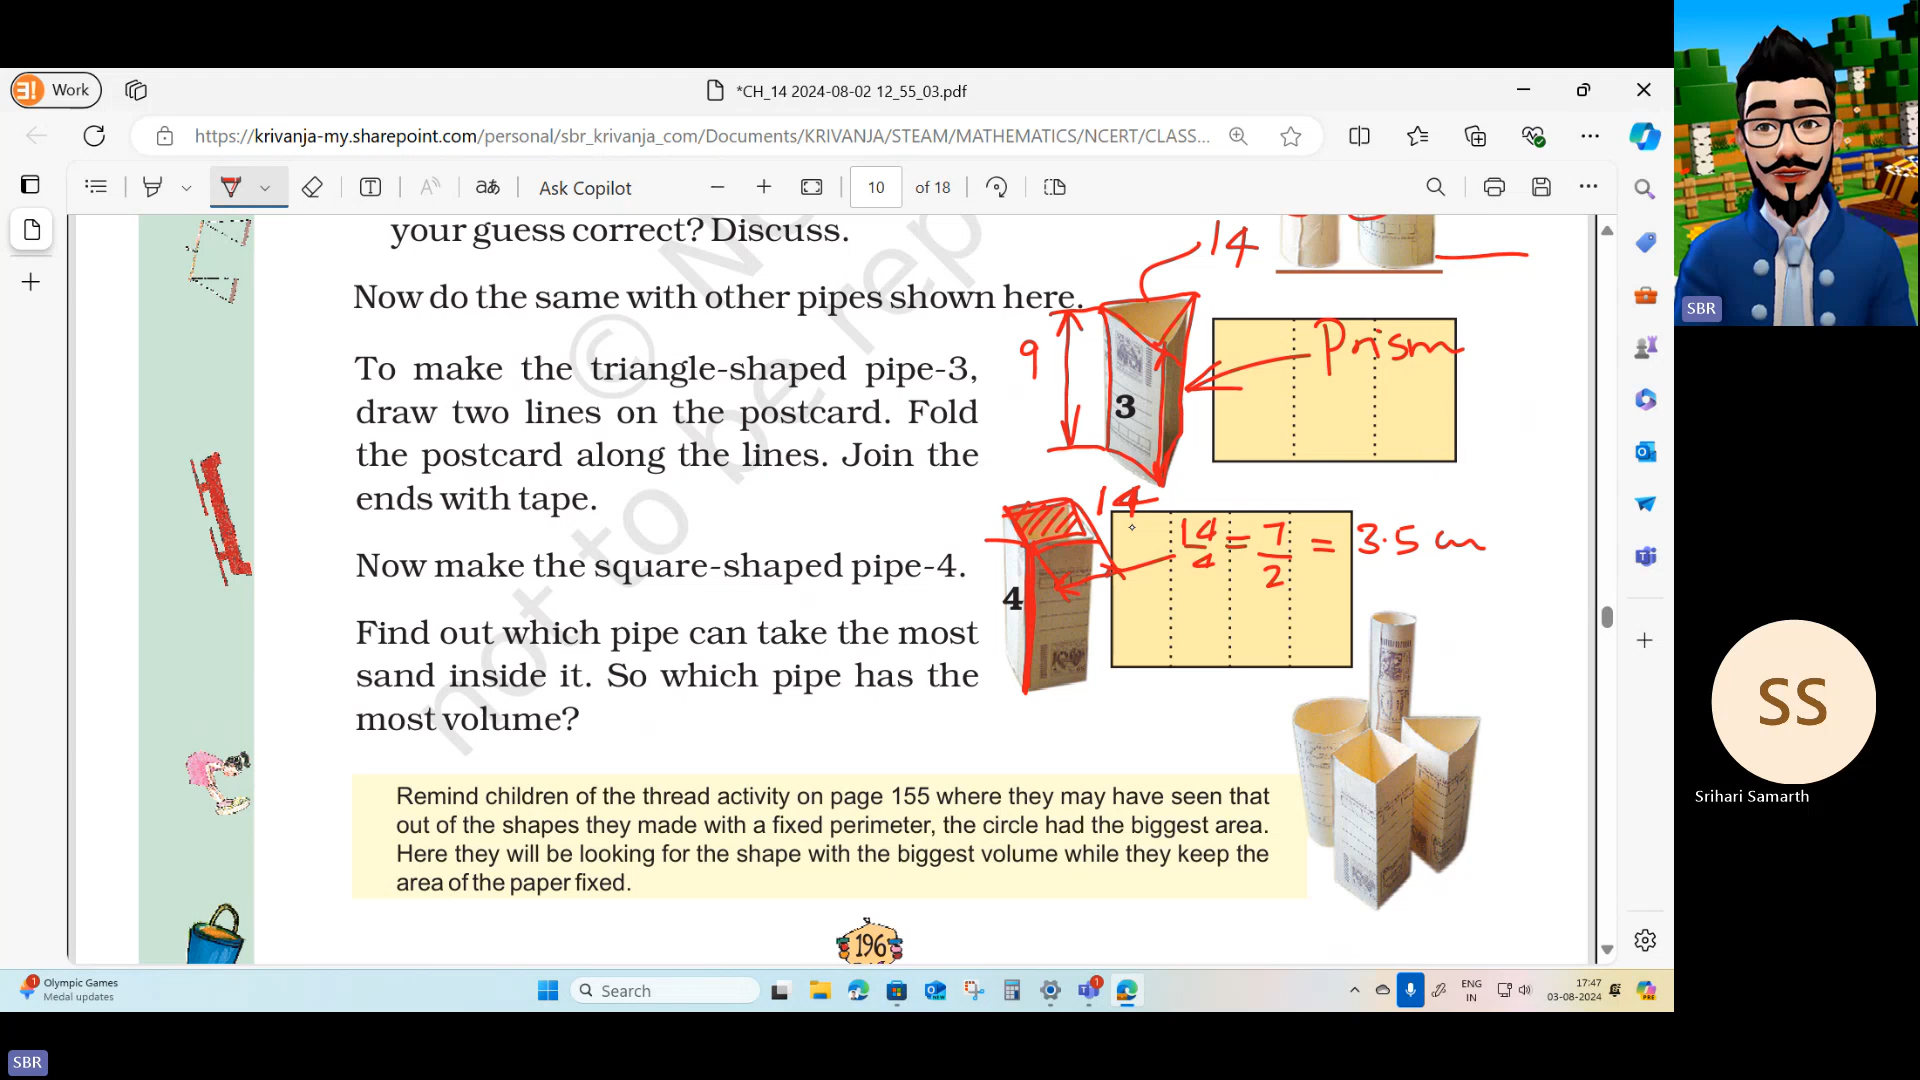 Work
*CH_14 2024-08-02 12_55_03.pdf
https://krivanja-my.sharepoint.com/personal/sbr_krivanja_com/Documents/KRIVANJA/STEAM/MATHEMATICS/NCERT/CLASS...
aあ
Ask Copilot
10
of 18
your guess correct? Discuss.
14
Now do the same with other pipes shown here.
9
Prism
3
To make the triangle-shaped pipe-3,
draw two lines on the postcard. Fold
the postcard along the lines. Join the
ends with tape.
14
14/4 = 7/2 = 3.5 cm
Now make the square-shaped pipe-4.
4
Find out which pipe can take the most
sand inside it. So which pipe has the
most volume?
not to be rep
Remind children of the thread activity on page 155 where they may have seen that
out of the shapes they made with a fixed perimeter, the circle had the biggest area.
Here they will be looking for the shape with the biggest volume while they keep the
area of the paper fixed.
196
SBR
SS
Srihari Samarth
Olympic Games
Medal updates
Search
ENG
IN
17:47
03-08-2024
SBR